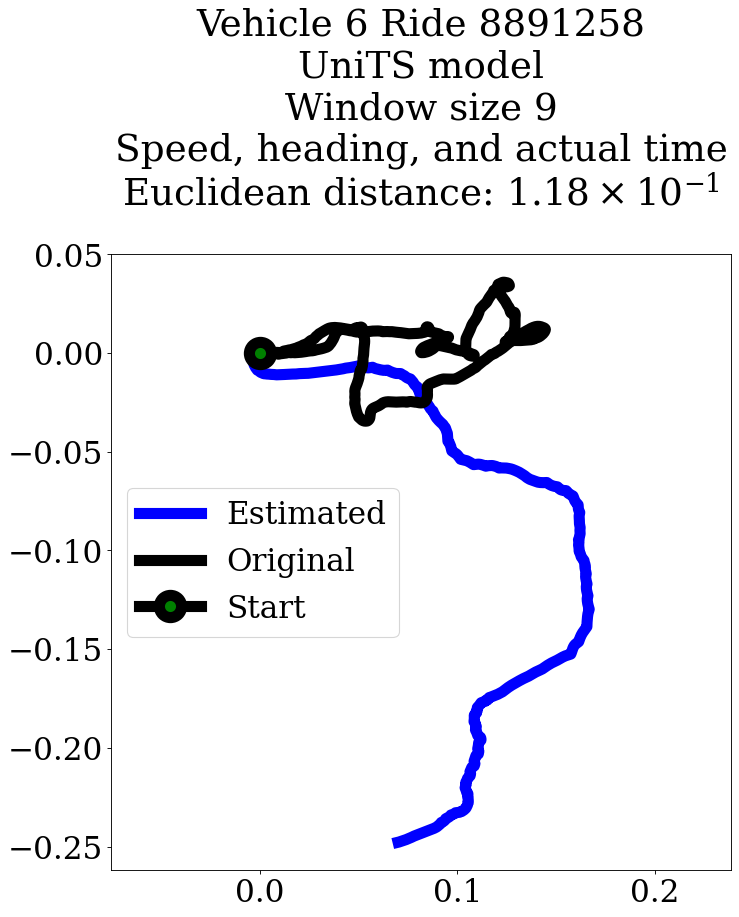 Vehicle 6 Ride 8891258
UniTS model
Window size 9
Speed, heading, and actual time
Euclidean distance: 1.18 × 10⁻¹
0.05
0.00
−0.05
−0.10
−0.15
−0.20
−0.25
Estimated
Original
Start
0.0 0.1 0.2